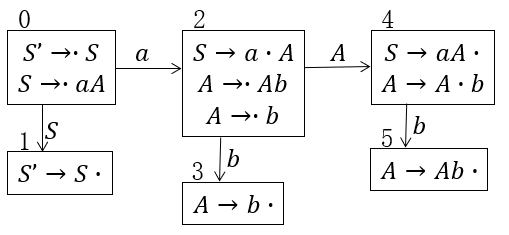 0
S’ →· S
S →· aA
a
2
S → a · A
A →· Ab
A →· b
A
4
S → aA ·
A → A · b
S
1
S’ → S ·
b
3
A → b ·
b
5
A → Ab ·